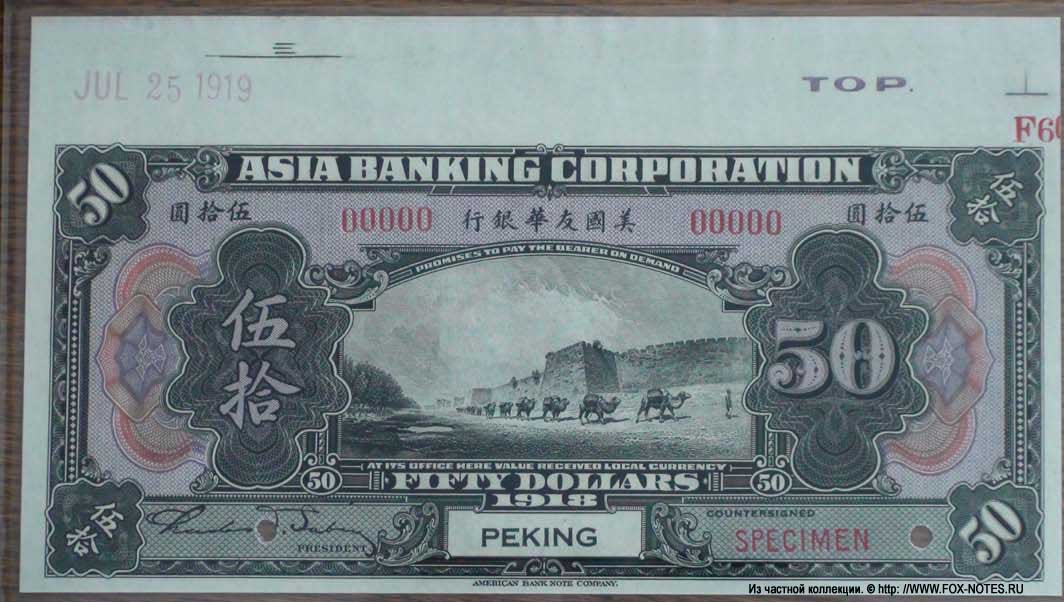 JUL 25 1919
TOP.
F6
ASIA BANKING CORPORATION
50
伍拾
圓拾伍
00000
行銀華友國美
00000
圓拾伍
PROMISES TO PAY THE BEARER ON DEMAND
伍拾
50
AT ITS OFFICE HERE VALUE RECEIVED LOCAL CURRENCY
50
FIFTY DOLLARS
50
1918
伍拾
PRESIDENT
PEKING
COUNTERSIGNED
SPECIMEN
50
AMERICAN BANK NOTE COMPANY.
Из частной коллекции. © http: //WWW.FOX-NOTES.RU